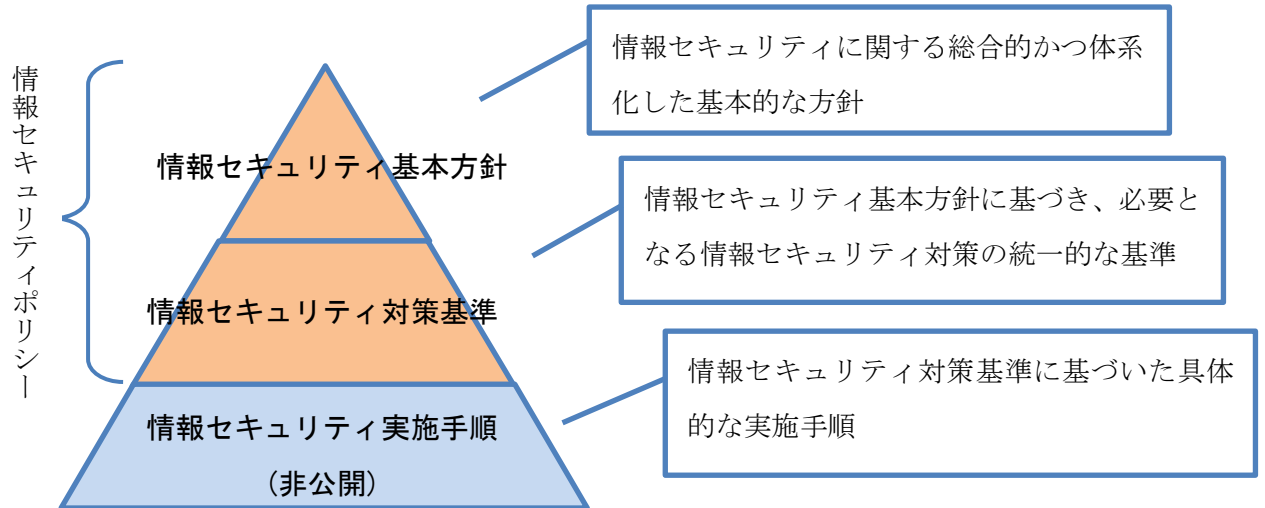 情報セキュリティポリシー
情報セキュリティ基本方針
情報セキュリティ対策基準
情報セキュリティ実施手順
(非公開)
情報セキュリティに関する総合的かつ体系
化した基本的な方針
情報セキュリティ基本方針に基づき、必要と
なる情報セキュリティ対策の統一的な基準
情報セキュリティ対策基準に基づいた具体
的な実施手順